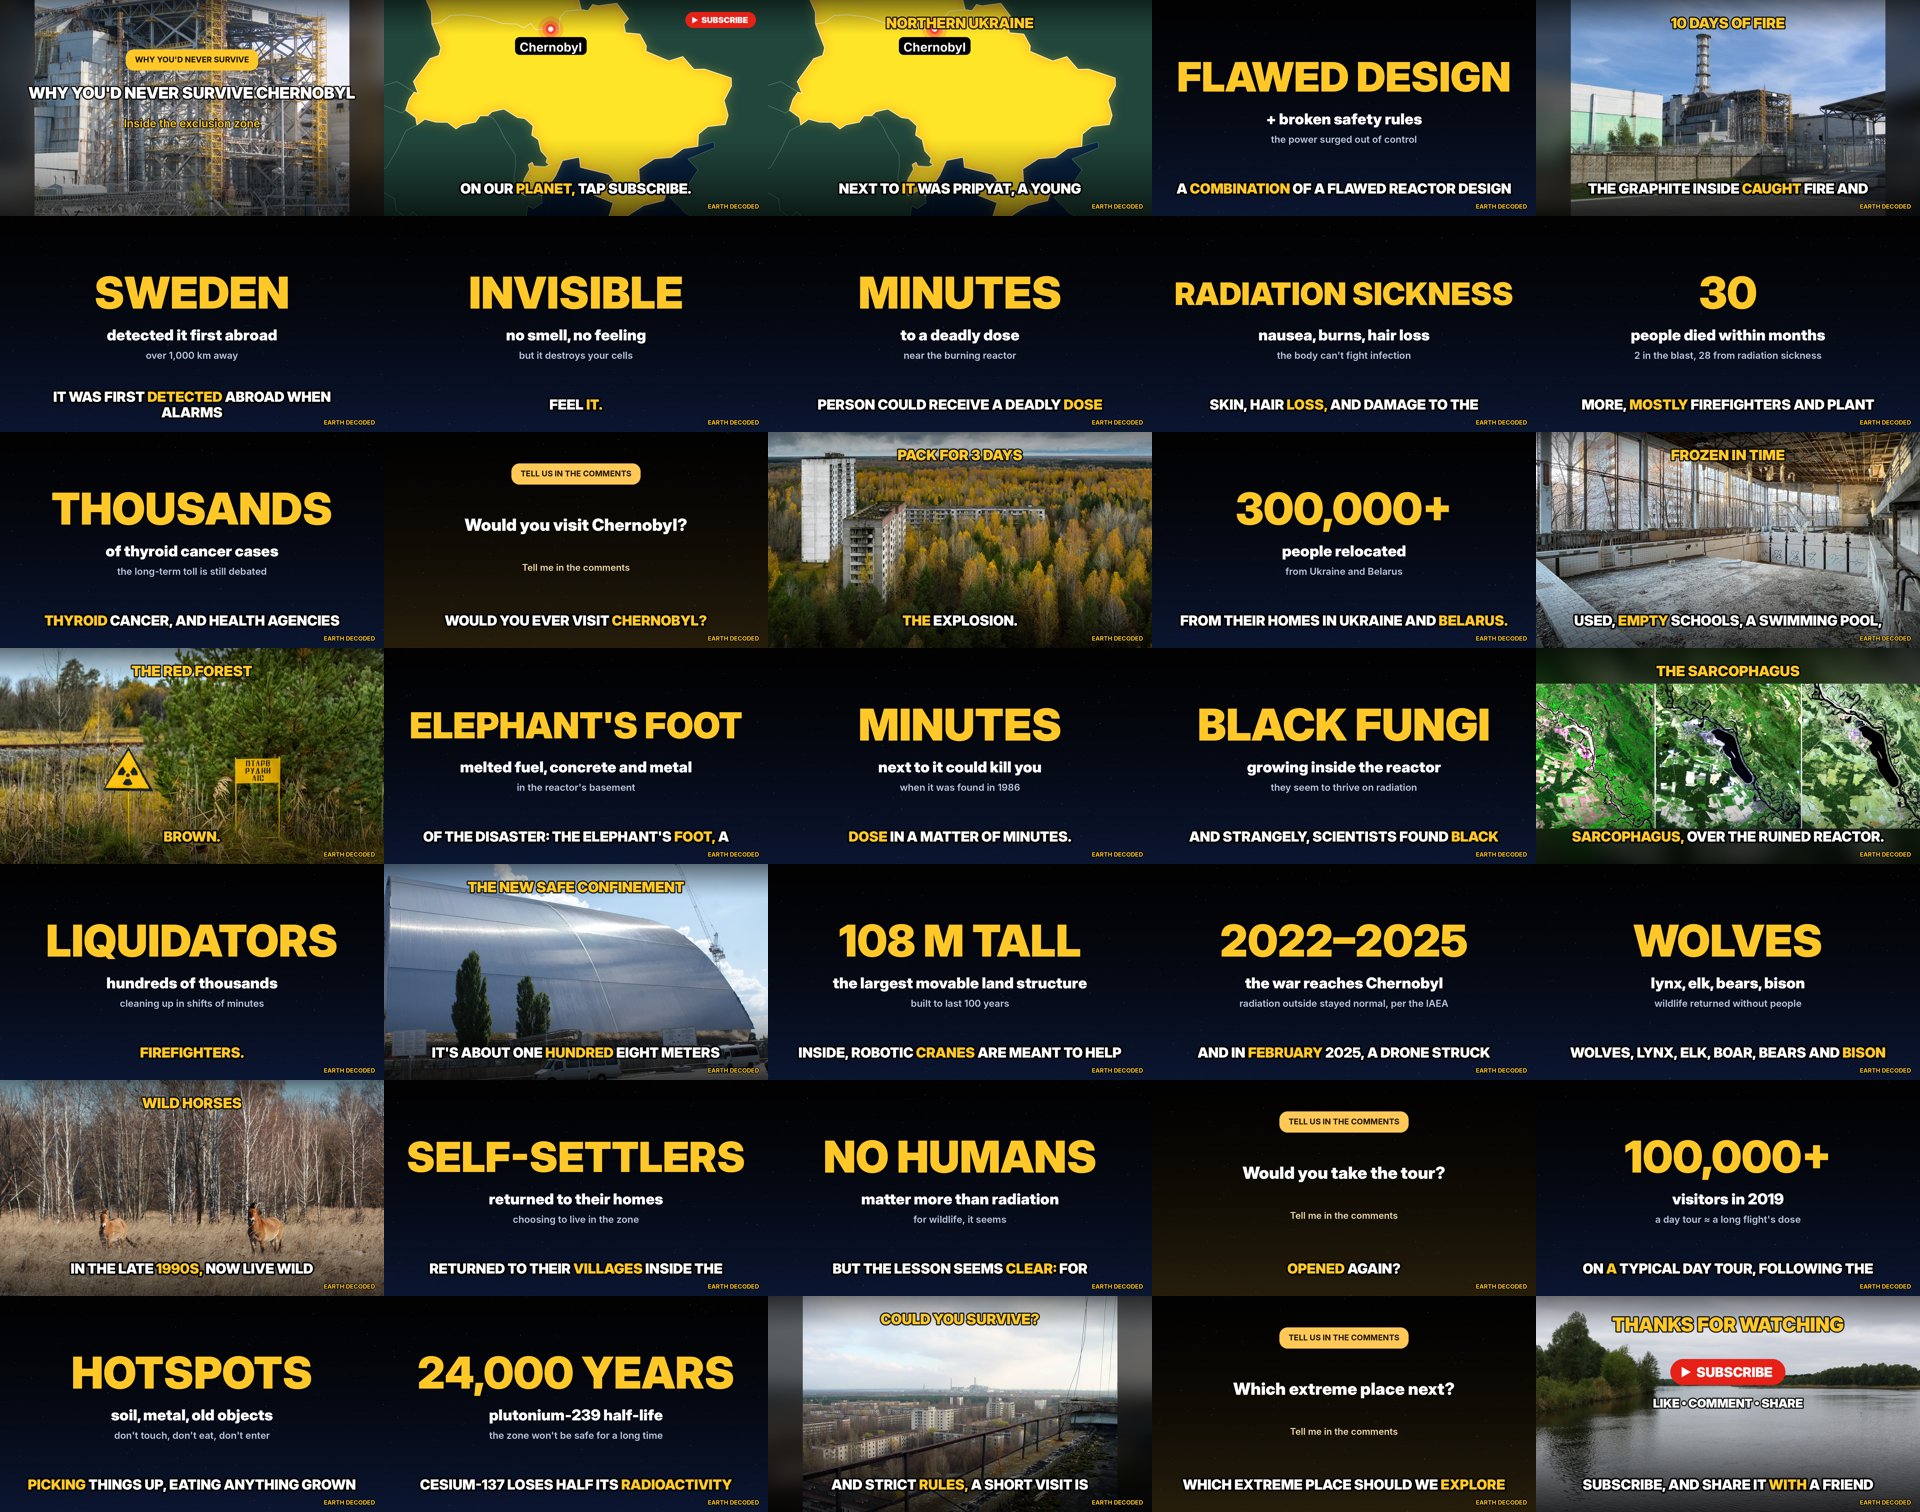 WHY YOU'D NEVER SURVIVE
WHY YOU'D NEVER SURVIVE CHERNOBYL
Inside the exclusion zone
SUBSCRIBE
Chernobyl
ON OUR PLANET, TAP SUBSCRIBE.
EARTH DECODED
NORTHERN UKRAINE
Chernobyl
NEXT TO IT WAS PRIPYAT, A YOUNG
EARTH DECODED
FLAWED DESIGN
+ broken safety rules
the power surged out of control
A COMBINATION OF A FLAWED REACTOR DESIGN
EARTH DECODED
10 DAYS OF FIRE
THE GRAPHITE INSIDE CAUGHT FIRE AND
EARTH DECODED
SWEDEN
detected it first abroad
over 1,000 km away
IT WAS FIRST DETECTED ABROAD WHEN
ALARMS
EARTH DECODED
INVISIBLE
no smell, no feeling
but it destroys your cells
FEEL IT.
EARTH DECODED
MINUTES
to a deadly dose
near the burning reactor
PERSON COULD RECEIVE A DEADLY DOSE
EARTH DECODED
RADIATION SICKNESS
nausea, burns, hair loss
the body can't fight infection
SKIN, HAIR LOSS, AND DAMAGE TO THE
EARTH DECODED
30
people died within months
2 in the blast, 28 from radiation sickness
MORE, MOSTLY FIREFIGHTERS AND PLANT
EARTH DECODED
THOUSANDS
of thyroid cancer cases
the long-term toll is still debated
THYROID CANCER, AND HEALTH AGENCIES
EARTH DECODED
TELL US IN THE COMMENTS
Would you visit Chernobyl?
Tell me in the comments
WOULD YOU EVER VISIT CHERNOBYL?
EARTH DECODED
PACK FOR 3 DAYS
THE EXPLOSION.
EARTH DECODED
300,000+
people relocated
from Ukraine and Belarus
FROM THEIR HOMES IN UKRAINE AND BELARUS.
EARTH DECODED
FROZEN IN TIME
USED, EMPTY SCHOOLS, A SWIMMING POOL,
EARTH DECODED
THE RED FOREST
BROWN.
EARTH DECODED
ELEPHANT'S FOOT
melted fuel, concrete and metal
in the reactor's basement
OF THE DISASTER: THE ELEPHANT'S FOOT, A
EARTH DECODED
MINUTES
next to it could kill you
when it was found in 1986
DOSE IN A MATTER OF MINUTES.
EARTH DECODED
BLACK FUNGI
growing inside the reactor
they seem to thrive on radiation
AND STRANGELY, SCIENTISTS FOUND BLACK
EARTH DECODED
THE SARCOPHAGUS
SARCOPHAGUS, OVER THE RUINED REACTOR.
EARTH DECODED
LIQUIDATORS
hundreds of thousands
cleaning up in shifts of minutes
FIREFIGHTERS.
EARTH DECODED
THE NEW SAFE CONFINEMENT
IT'S ABOUT ONE HUNDRED EIGHT METERS
EARTH DECODED
108 M TALL
the largest movable land structure
built to last 100 years
INSIDE, ROBOTIC CRANES ARE MEANT TO HELP
EARTH DECODED
2022–2025
the war reaches Chernobyl
radiation outside stayed normal, per the IAEA
AND IN FEBRUARY 2025, A DRONE STRUCK
EARTH DECODED
WOLVES
lynx, elk, bears, bison
wildlife returned without people
WOLVES, LYNX, ELK, BOAR, BEARS AND BISON
EARTH DECODED
WILD HORSES
IN THE LATE 1990S, NOW LIVE WILD
EARTH DECODED
SELF-SETTLERS
returned to their homes
choosing to live in the zone
RETURNED TO THEIR VILLAGES INSIDE THE
EARTH DECODED
NO HUMANS
matter more than radiation
for wildlife, it seems
BUT THE LESSON SEEMS CLEAR: FOR
EARTH DECODED
TELL US IN THE COMMENTS
Would you take the tour?
Tell me in the comments
OPENED AGAIN?
EARTH DECODED
100,000+
visitors in 2019
a day tour ≈ a long flight's dose
ON A TYPICAL DAY TOUR, FOLLOWING THE
EARTH DECODED
HOTSPOTS
soil, metal, old objects
don't touch, don't eat, don't enter
PICKING THINGS UP, EATING ANYTHING GROWN
EARTH DECODED
24,000 YEARS
plutonium-239 half-life
the zone won't be safe for a long time
CESIUM-137 LOSES HALF ITS RADIOACTIVITY
EARTH DECODED
COULD YOU SURVIVE?
AND STRICT RULES, A SHORT VISIT IS
EARTH DECODED
TELL US IN THE COMMENTS
Which extreme place next?
Tell me in the comments
WHICH EXTREME PLACE SHOULD WE EXPLORE
EARTH DECODED
THANKS FOR WATCHING
SUBSCRIBE
LIKE • COMMENT • SHARE
SUBSCRIBE, AND SHARE IT WITH A FRIEND
EARTH DECODED